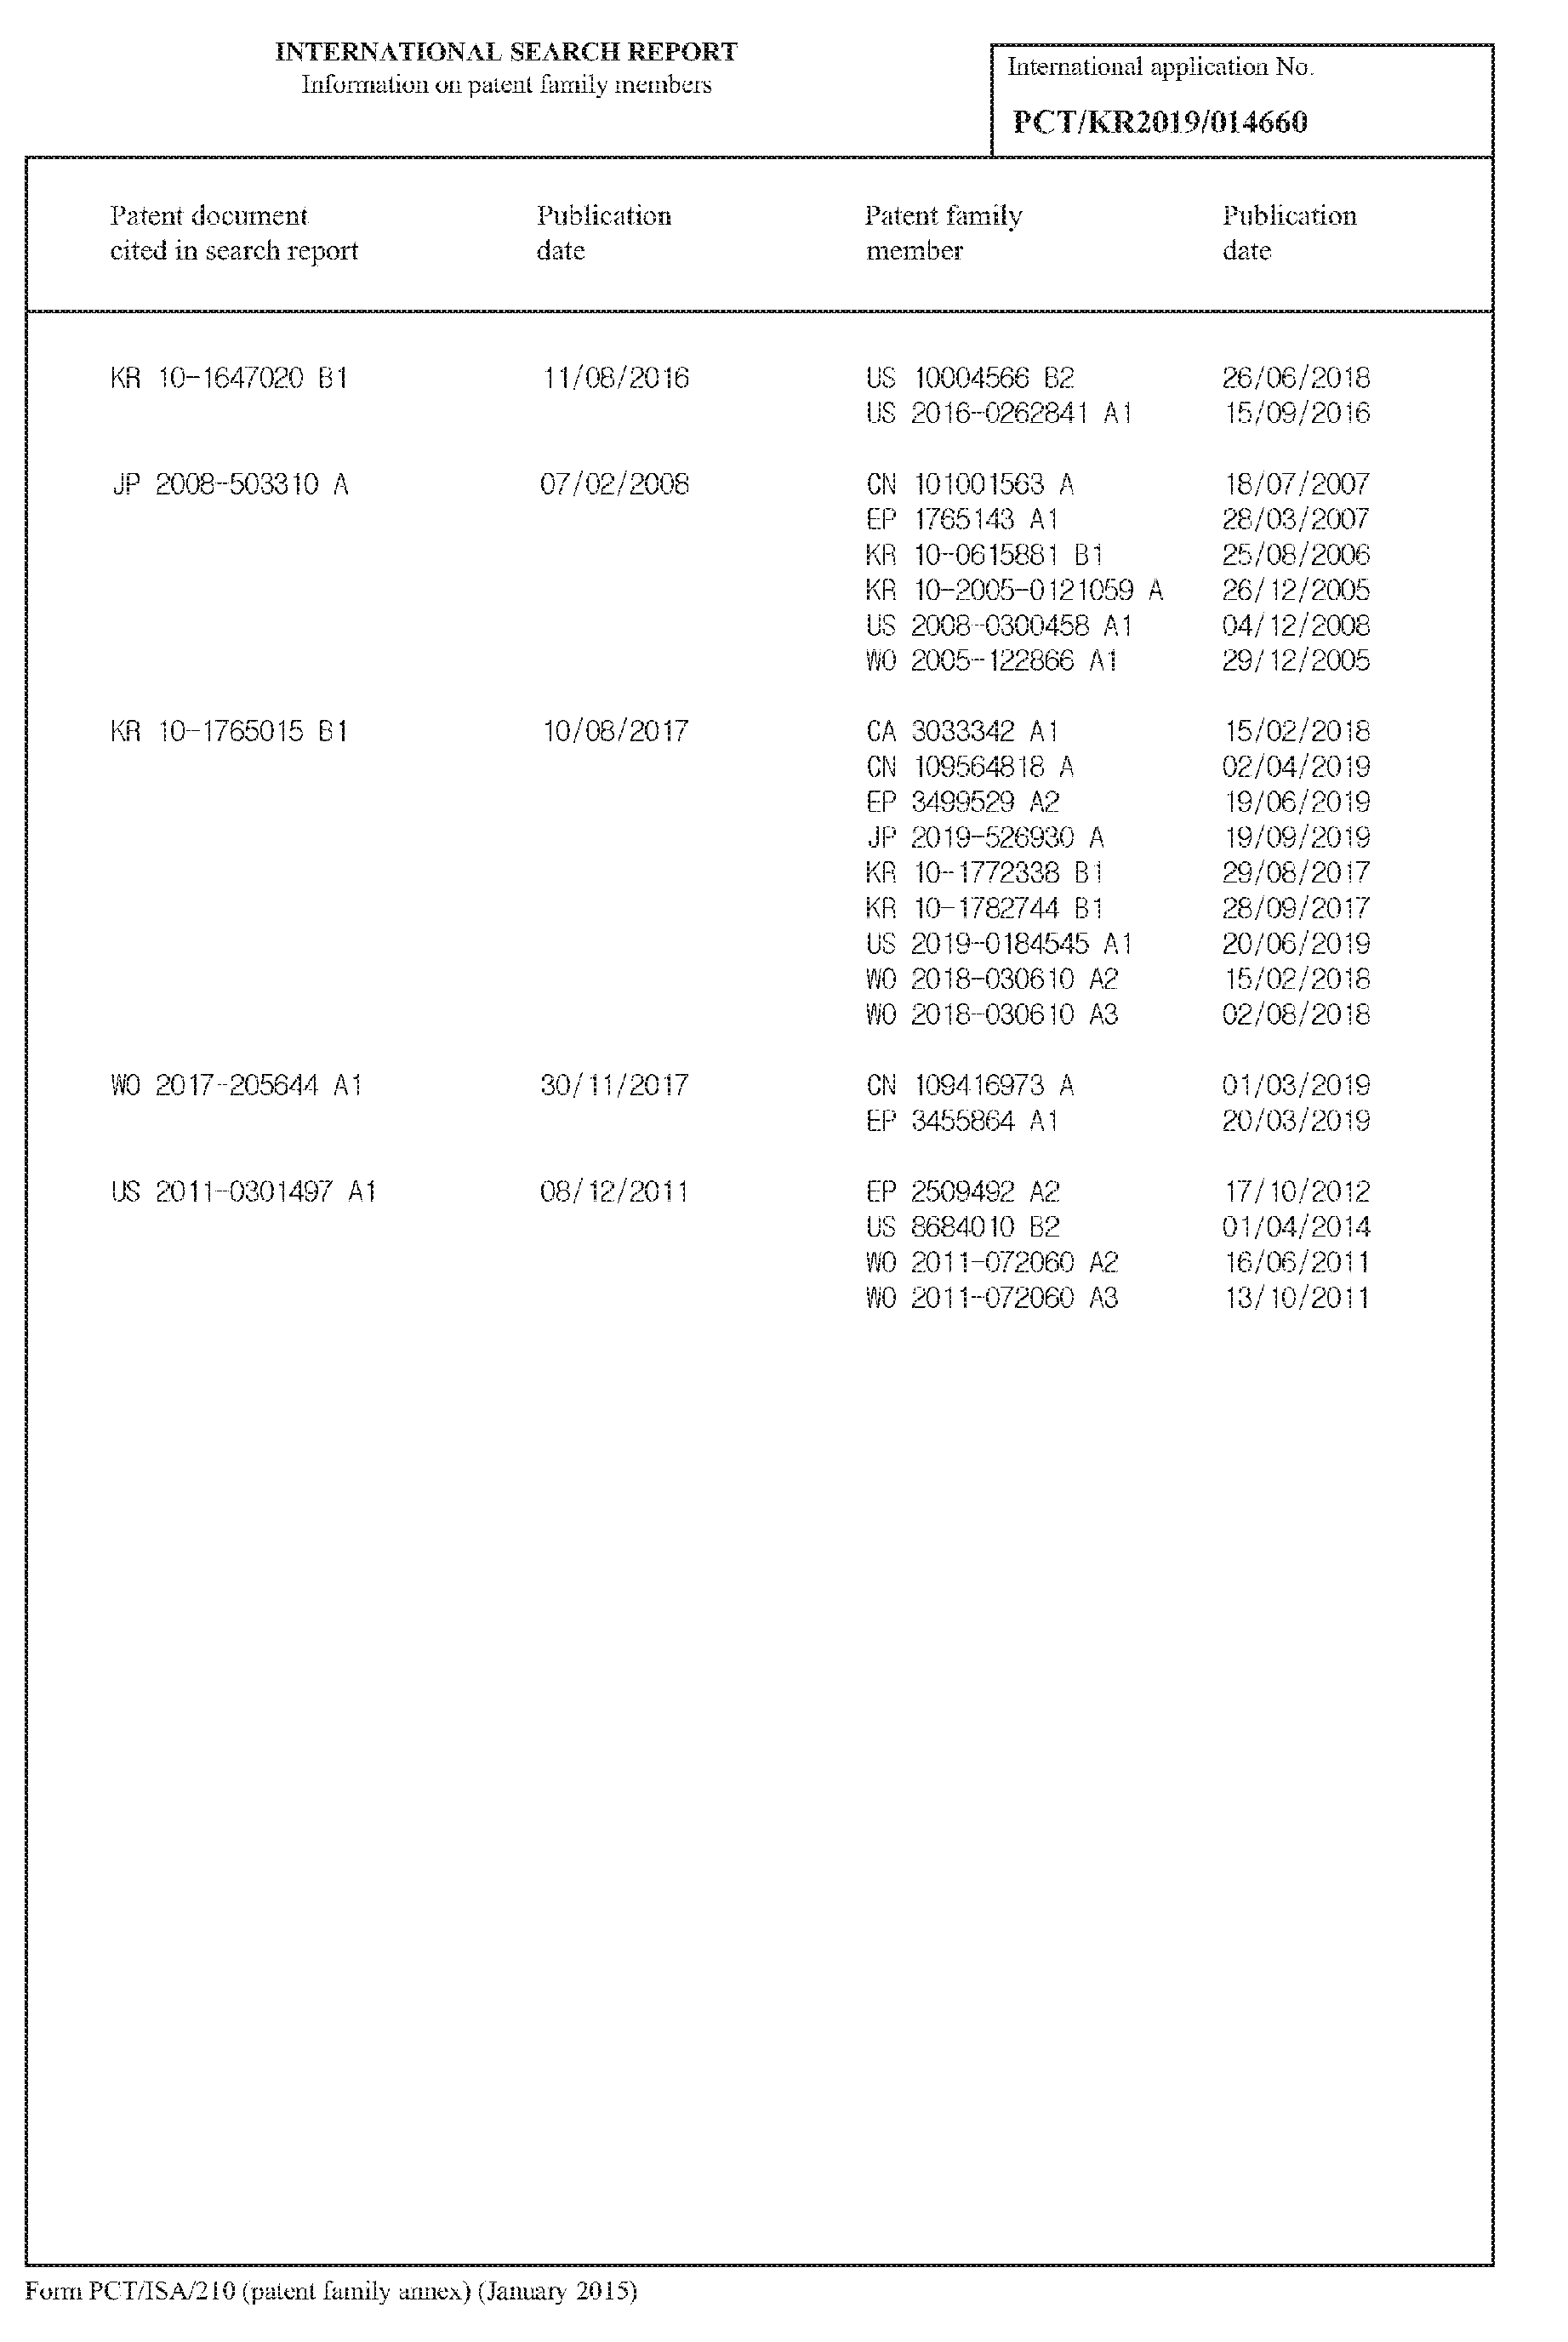 INTERNATIONAL SEARCH REPORT
Information on patent family members
International application No.
PCT/KR2019/014660
Patent document cited in search report Publication date Patent family member Publication date
KR 10-1647020 B1 11/08/2016 US 10004566 B2 26/06/2018
US 2016-0262841 A1 15/09/2016
JP 2008-503310 A 07/02/2008 CN 101001563 A 18/07/2007
EP 1765143 A1 28/03/2007
KR 10-0615881 B1 25/08/2006
KR 10-2005-0121059 A 26/12/2005
US 2008-0300458 A1 04/12/2008
WO 2005-122866 A1 29/12/2005
KR 10-1765015 B1 10/08/2017 CA 3033342 A1 15/02/2018
CN 109564818 A 02/04/2019
EP 3499529 A2 19/06/2019
JP 2019-526930 A 19/09/2019
KR 10-1772338 B1 29/08/2017
KR 10-1782744 B1 28/09/2017
US 2019-0184545 A1 20/06/2019
WO 2018-030610 A2 15/02/2018
WO 2018-030610 A3 02/08/2018
WO 2017-205644 A1 30/11/2017 CN 109416973 A 01/03/2019
EP 3455864 A1 20/03/2019
US 2011-0301497 A1 08/12/2011 EP 2509492 A2 17/10/2012
US 8684010 B2 01/04/2014
WO 2011-072060 A2 16/06/2011
WO 2011-072060 A3 13/10/2011
Form PCT/ISA/210 (patent family annex) (January 2015)